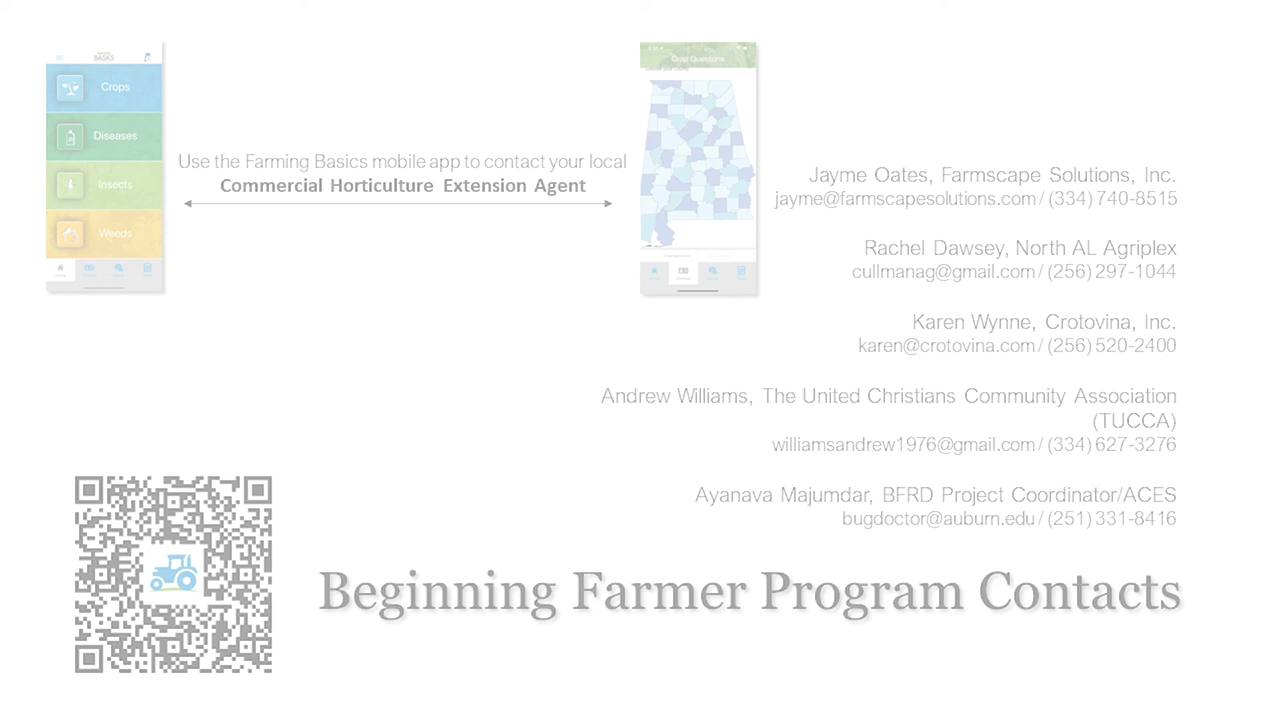 BASICS
Crops
Diseases
Insects
Weeds
Use the Farming Basics mobile app to contact your local
Commercial Horticulture Extension Agent
Crop Questions
Jayme Oates, Farmscape Solutions, Inc.
jayme@farmscapesolutions.com / (334) 740-8515
Rachel Dawsey, North AL Agriplex
cullmanag@gmail.com / (256) 297-1044
Karen Wynne, Crotovina, Inc.
karen@crotovina.com / (256) 520-2400
Andrew Williams, The United Christians Community Association
(TUCCA)
williamsandrew1976@gmail.com / (334) 627-3276
Ayanava Majumdar, BFRD Project Coordinator/ACES
bugdoctor@auburn.edu / (251) 331-8416
Beginning Farmer Program Contacts